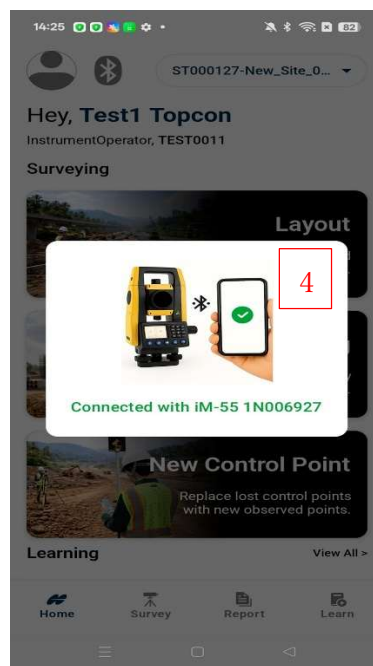 14:25
82
ST000127-New_Site_0...
Hey, Test1 Topcon
InstrumentOperator, TEST0011
Surveying
Layout
4
Connected with iM-55 1N006927
New Control Point
Replace lost control points
with new observed points.
Learning
View All >
Home
Survey
Report
Learn